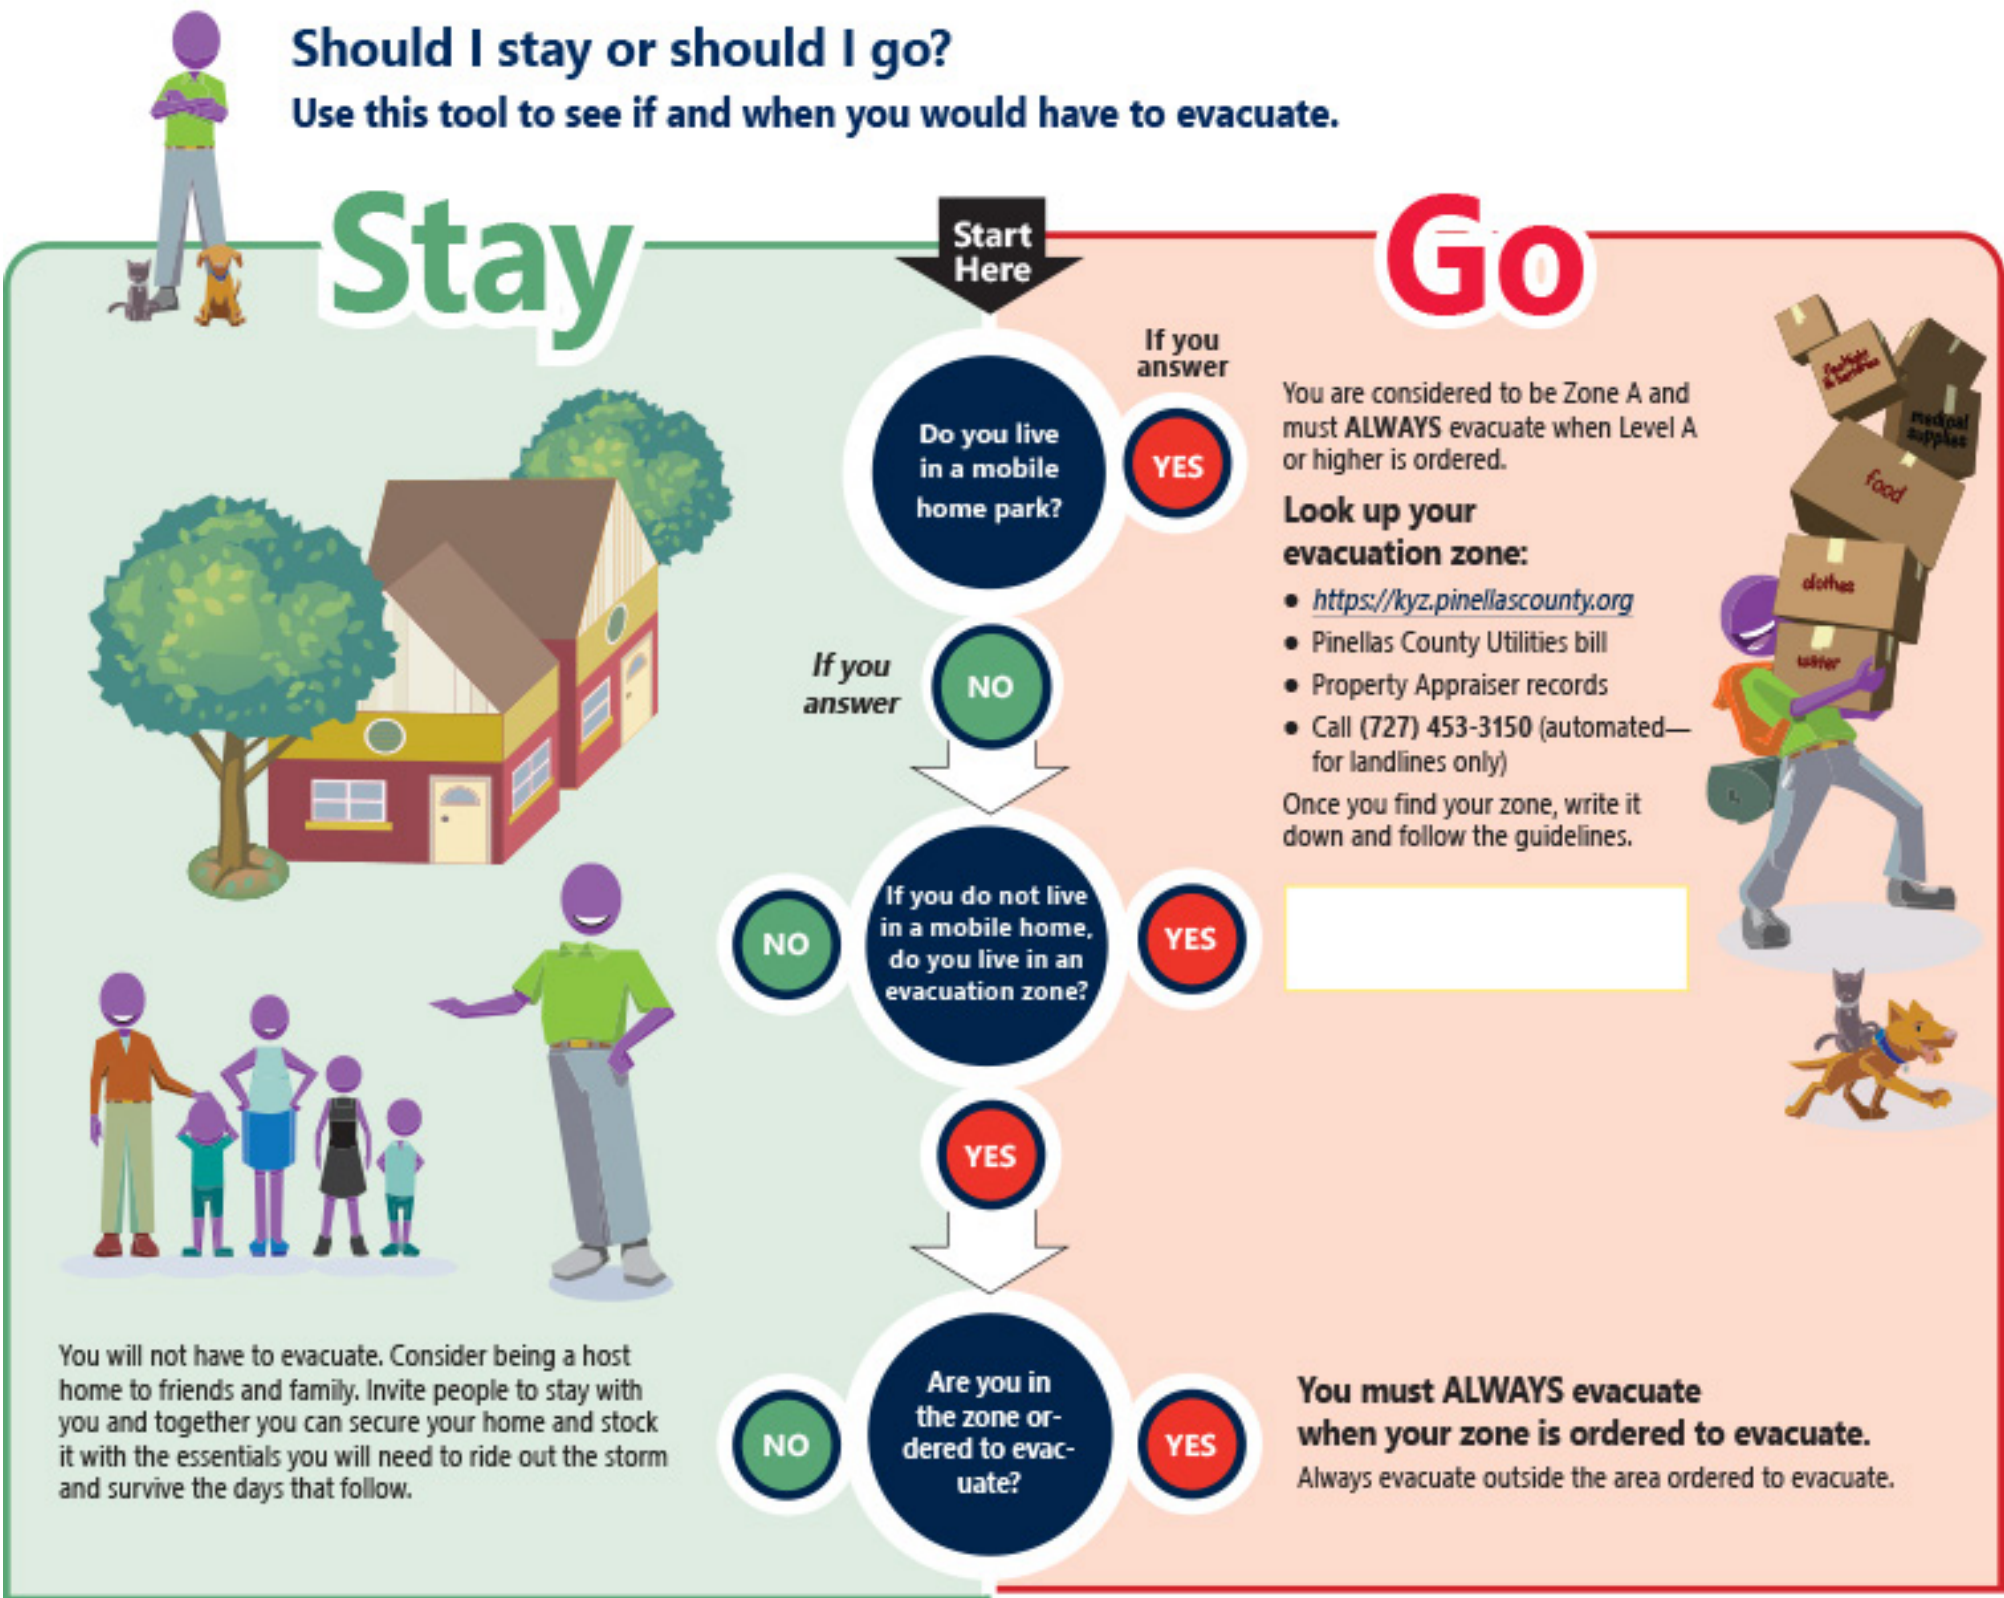 Should I stay or should I go?
Use this tool to see if and when you would have to evacuate.
Stay
Start
Here
Go
Do you live
in a mobile
home park?
If you
answer
YES
You are considered to be Zone A and
must ALWAYS evacuate when Level A
or higher is ordered.
Look up your
evacuation zone:
• https://kyz.pinellascounty.org
• Pinellas County Utilities bill
• Property Appraiser records
• Call (727) 453-3150 (automated—
for landlines only)
Once you find your zone, write it
down and follow the guidelines.
flashlight
& batteries
medical
supplies
food
clothes
water
If you
answer
NO
NO
If you do not live
in a mobile home,
do you live in an
evacuation zone?
YES
YES
You will not have to evacuate. Consider being a host
home to friends and family. Invite people to stay with
you and together you can secure your home and stock
it with the essentials you will need to ride out the storm
and survive the days that follow.
NO
Are you in
the zone or-
dered to evac-
uate?
YES
You must ALWAYS evacuate
when your zone is ordered to evacuate.
Always evacuate outside the area ordered to evacuate.